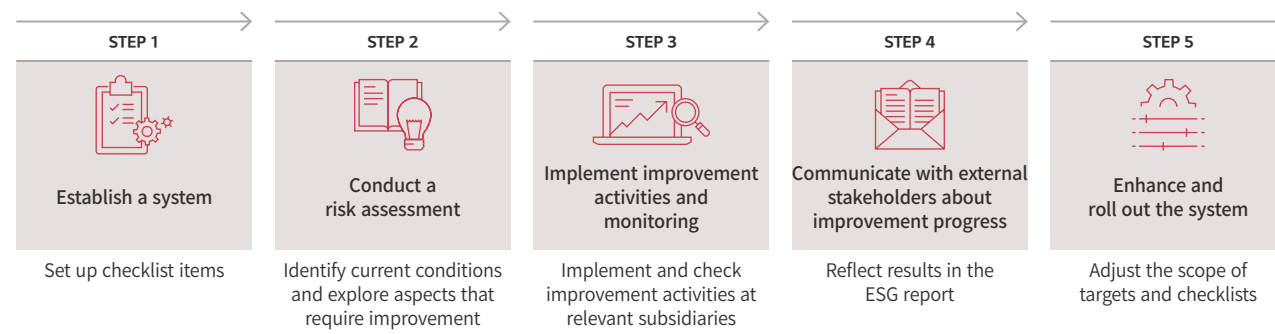 STEP 1
Establish a system
Set up checklist items
STEP 2
Conduct a
risk assessment
Identify current conditions
and explore aspects that
require improvement
STEP 3
Implement improvement
activities and
monitoring
Implement and check
improvement activities at
relevant subsidiaries
STEP 4
Communicate with external
stakeholders about
improvement progress
Reflect results in the
ESG report
STEP 5
Enhance and
roll out the system
Adjust the scope of
targets and checklists